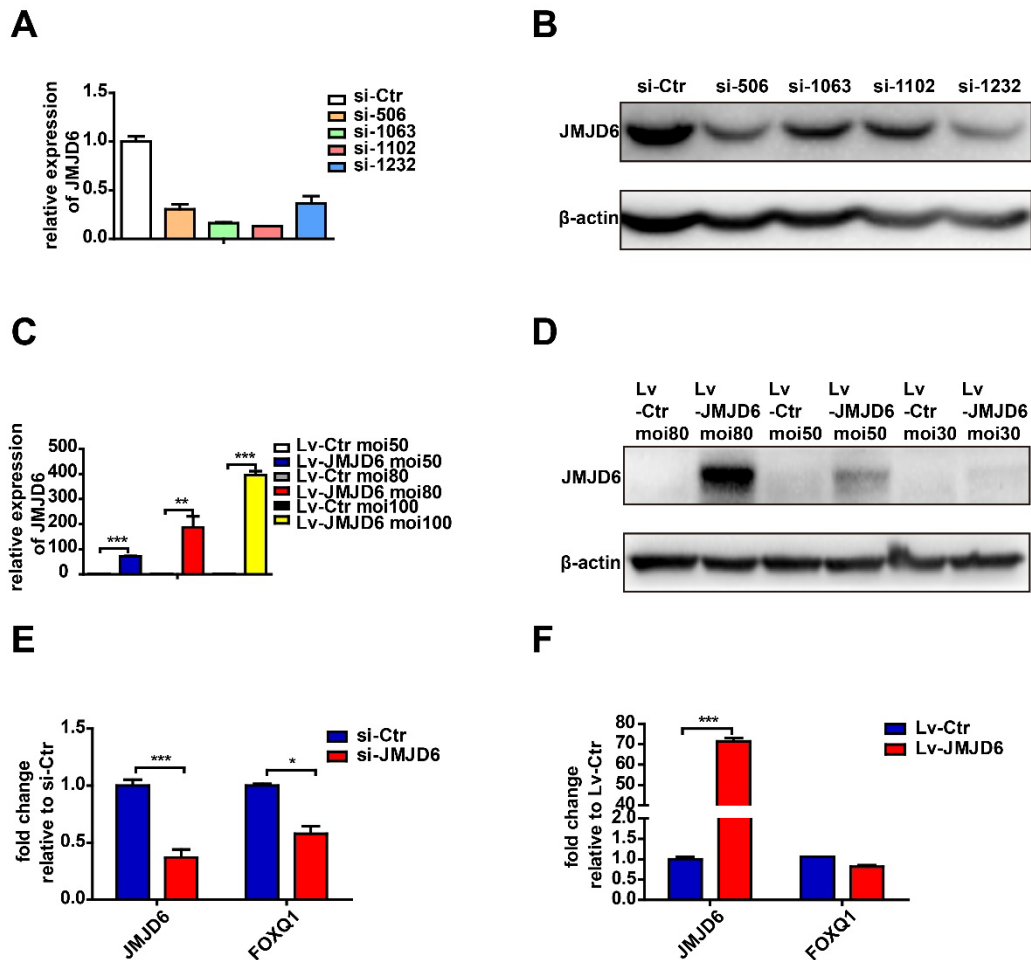 A
relative expression
of JMJD6
1.5
1.0
0.5
0.0
si-Ctr
si-506
si-1063
si-1102
si-1232
B
si-Ctr si-506 si-1063 si-1102 si-1232
JMJD6
β-actin
C
relative expression
of JMJD6
500
400
300
200
100
0
***
**
***
Lv-Ctr moi50
Lv-JMJD6 moi50
Lv-Ctr moi80
Lv-JMJD6 moi80
Lv-Ctr moi100
Lv-JMJD6 moi100
D
Lv Lv Lv Lv Lv Lv
-Ctr -JMJD6 -Ctr -JMJD6 -Ctr -JMJD6
moi80 moi80 moi50 moi50 moi30 moi30
JMJD6
β-actin
E
fold change
relative to si-Ctr
1.5
1.0
0.5
0.0
***
*
si-Ctr
si-JMJD6
JMJD6
FOXQ1
F
fold change
relative to Lv-Ctr
80
70
60
50
40
2.0
1.5
1.0
0.5
0.0
***
Lv-Ctr
Lv-JMJD6
JMJD6
FOXQ1